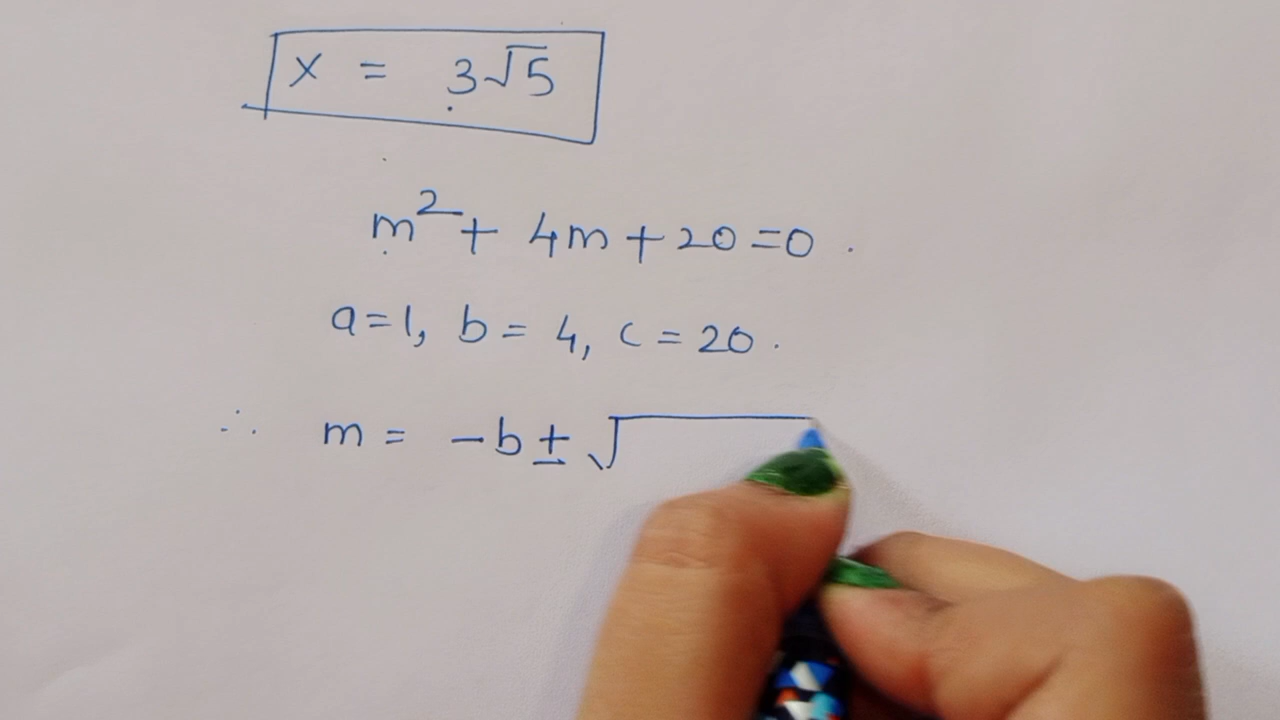 x = 3√5
m² + 4m + 20 = 0 .
a = 1, b = 4, c = 20 .
∴ m = -b ± √